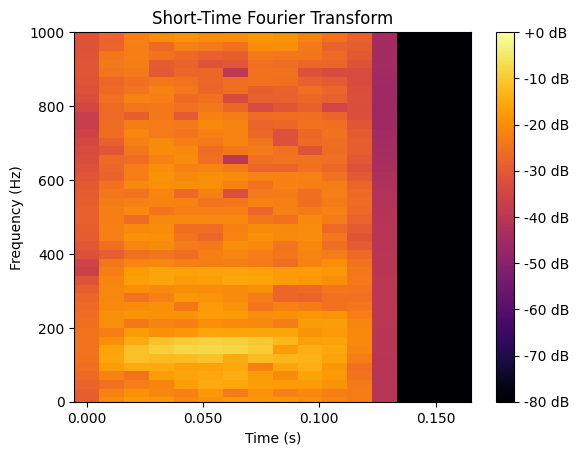 Short-Time Fourier Transform
Frequency (Hz)
1000
800
600
400
200
0
0.000
0.050
0.100
0.150
Time (s)
+0 dB
-10 dB
-20 dB
-30 dB
-40 dB
-50 dB
-60 dB
-70 dB
-80 dB